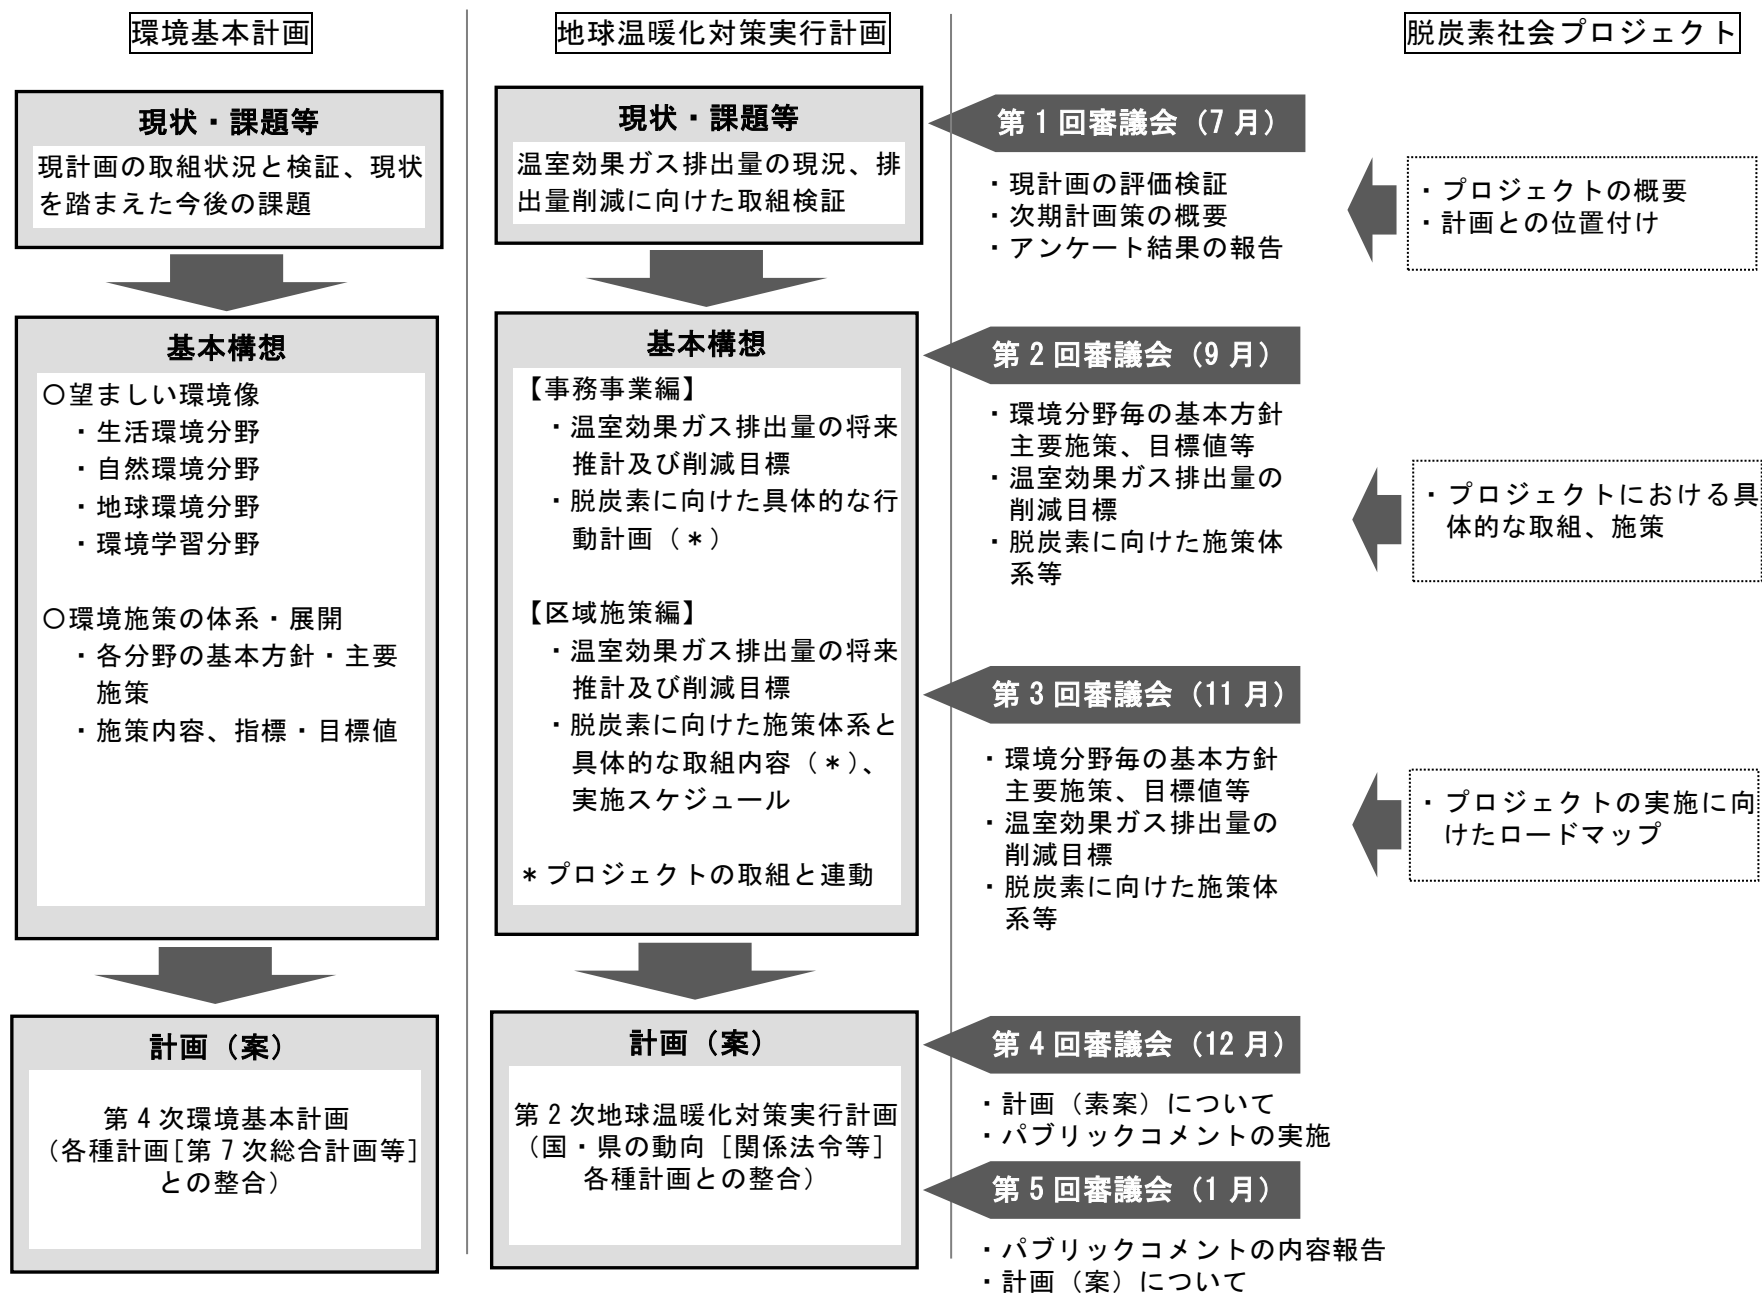 環境基本計画
現状・課題等
現計画の取組状況と検証、現状
を踏まえた今後の課題
基本構想
〇望ましい環境像
・生活環境分野
・自然環境分野
・地球環境分野
・環境学習分野
〇環境施策の体系・展開
・各分野の基本方針・主要
施策
・施策内容、指標・目標値
計画（案）
第４次環境基本計画
（各種計画[第７次総合計画等]
との整合）
地球温暖化対策実行計画
現状・課題等
温室効果ガス排出量の現況、排
出量削減に向けた取組検証
基本構想
【事務事業編】
・温室効果ガス排出量の将来
推計及び削減目標
・脱炭素に向けた具体的な行
動計画（＊）
【区域施策編】
・温室効果ガス排出量の将来
推計及び削減目標
・脱炭素に向けた施策体系と
具体的な取組内容（＊）、
実施スケジュール
＊プロジェクトの取組と連動
計画（案）
第２次地球温暖化対策実行計画
（国・県の動向［関係法令等］
各種計画との整合）
第１回審議会（7月）
・現計画の評価検証
・次期計画策の概要
・アンケート結果の報告
第２回審議会（9月）
・環境分野毎の基本方針
主要施策、目標値等
・温室効果ガス排出量の
削減目標
・脱炭素に向けた施策体
系等
第３回審議会（11月）
・環境分野毎の基本方針
主要施策、目標値等
・温室効果ガス排出量の
削減目標
・脱炭素に向けた施策体
系等
第４回審議会（12月）
・計画（素案）について
・パブリックコメントの実施
第５回審議会（1月）
・パブリックコメントの内容報告
・計画（案）について
脱炭素社会プロジェクト
・プロジェクトの概要
・計画との位置付け
・プロジェクトにおける具
体的な取組、施策
・プロジェクトの実施に向
けたロードマップ